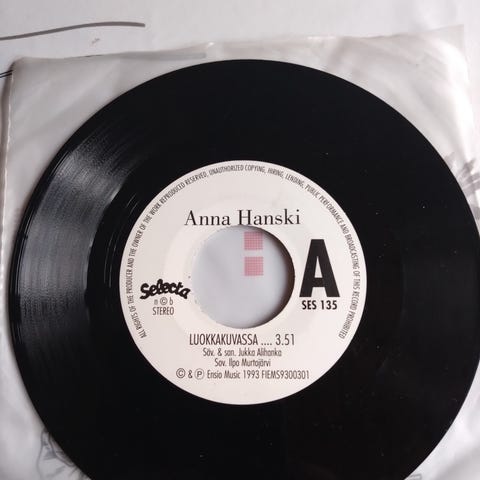 ALL RIGHTS OF THE PRODUCER AND THE OWNER OF THE WORK REPRODUCED RESERVED, UNAUTHORIZED COPYING, HIRING, LENDING, PUBLIC PERFORMANCE AND BROADCASTING OF THIS RECORD PROHIBITED
Anna Hanski
A
Selecta
SES 135
n © b
STEREO
LUOKKAKUVASSA .... 3.51
Säv. & san. Jukka Alihanka
Sov. Ilpo Murtojärvi
© & ℗ Ensio Music 1993 FIEMS9300301